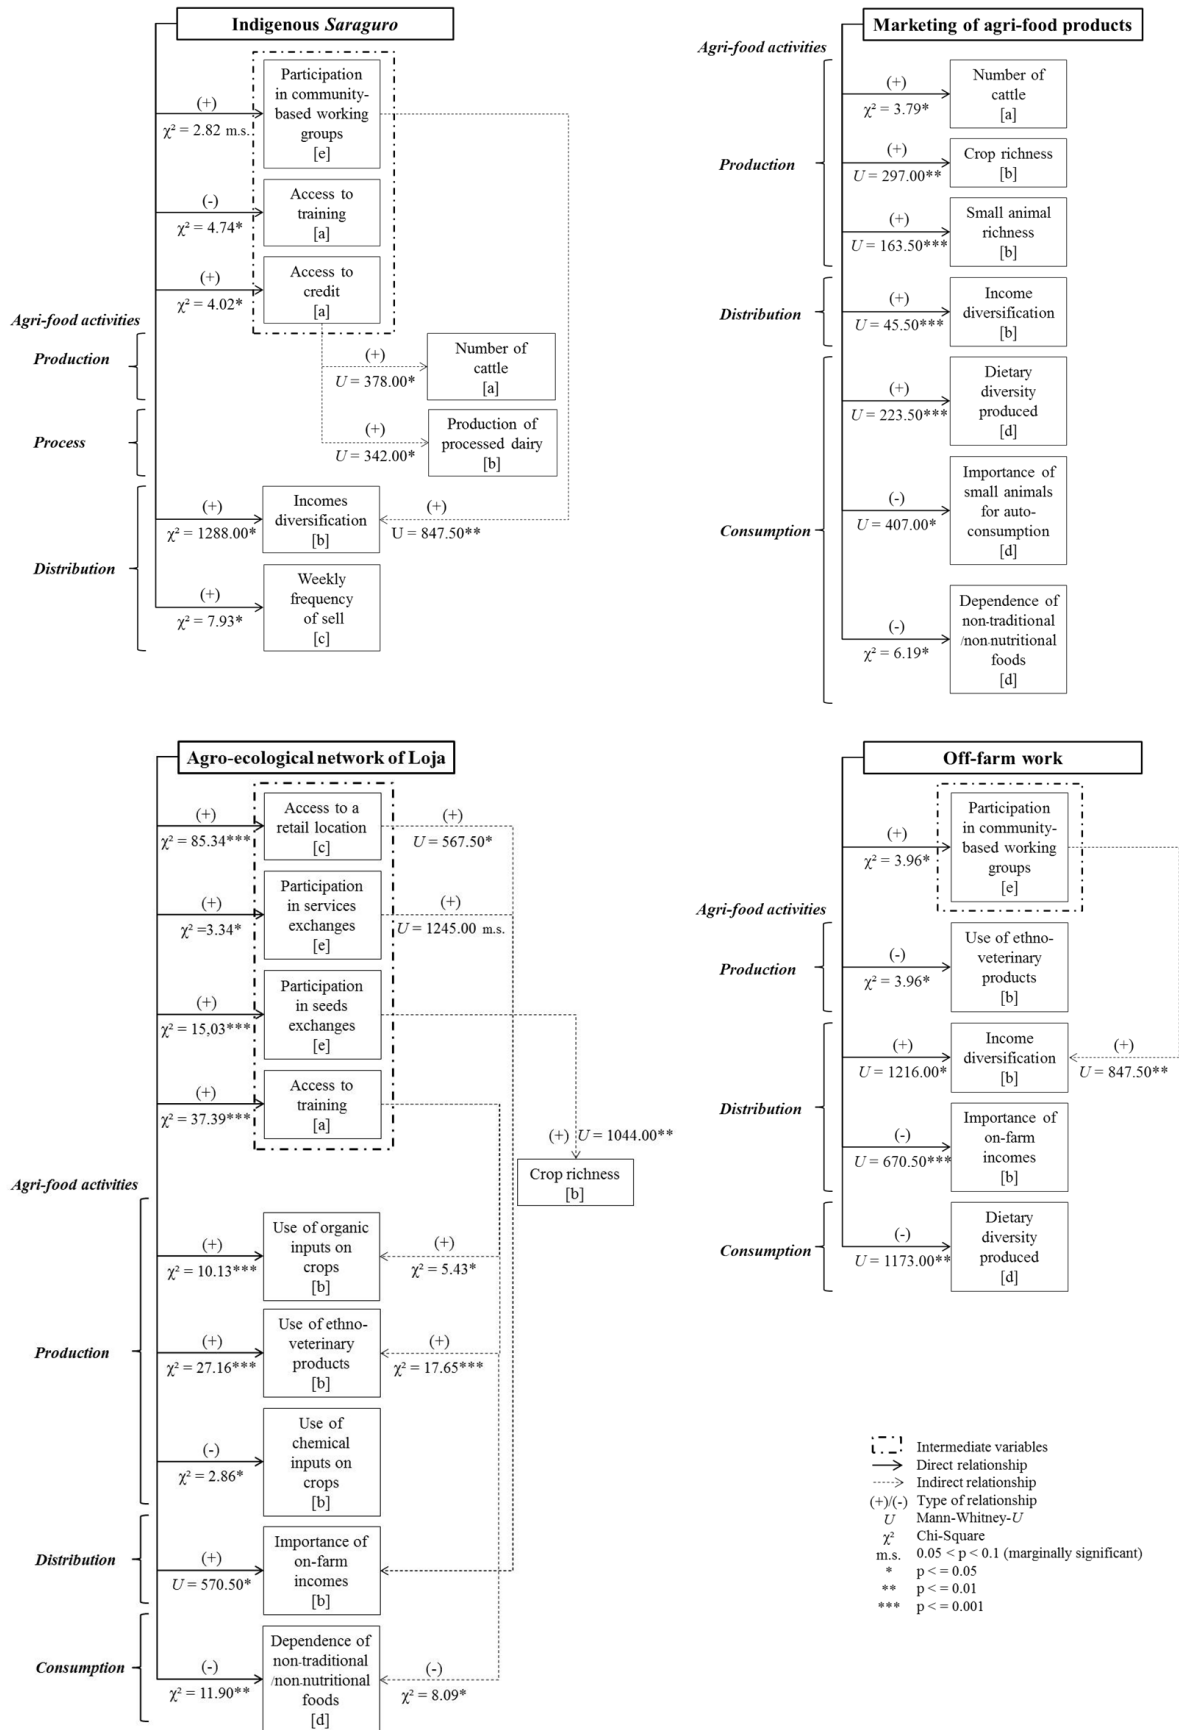 Indigenous Saraguro
(+)
χ² = 2.82 m.s.
Participation
in community-
based working
groups
[e]
(-)
χ² = 4.74*
Access to
training
[a]
(+)
χ² = 4.02*
Access to
credit
[a]
Agri-food activities
Production
(+)
U = 378.00*
Number of
cattle
[a]
Process
(+)
U = 342.00*
Production of
processed dairy
[b]
Distribution
(+)
χ² = 1288.00*
Incomes
diversification
[b]
(+)
U = 847.50**
(+)
χ² = 7.93*
Weekly
frequency
of sell
[c]
Marketing of agri-food products
Agri-food activities
Production
(+)
χ² = 3.79*
Number of
cattle
[a]
(+)
U = 297.00**
Crop richness
[b]
(+)
U = 163.50***
Small animal
richness
[b]
Distribution
(+)
U = 45.50***
Income
diversification
[b]
Consumption
(+)
U = 223.50***
Dietary
diversity
produced
[d]
(-)
U = 407.00*
Importance of
small animals
for auto-
consumption
[d]
(-)
χ² = 6.19*
Dependence of
non-traditional
/non-nutritional
foods
[d]
Agro-ecological network of Loja
(+)
χ² = 85.34***
Access to a
retail location
[c]
(+)
U = 567.50*
(+)
χ² =3.34*
Participation
in services
exchanges
[e]
(+)
U = 1245.00 m.s.
(+)
χ² = 15,03***
Participation
in seeds
exchanges
[e]
(+)
χ² = 37.39***
Access to
training
[a]
(+) U = 1044.00**
Crop richness
[b]
Agri-food activities
Production
(+)
χ² = 10.13***
Use of organic
inputs on
crops
[b]
(+)
χ² = 5.43*
(+)
χ² = 27.16***
Use of ethno-
veterinary
products
[b]
(+)
χ² = 17.65***
(-)
χ² = 2.86*
Use of
chemical
inputs on
crops
[b]
Distribution
(+)
U = 570.50*
Importance of
on-farm
incomes
[b]
Consumption
(-)
χ² = 11.90**
Dependence of
non-traditional
/non-nutritional
foods
[d]
(-)
χ² = 8.09*
Off-farm work
(+)
χ² = 3.96*
Participation
in community-
based working
groups
[e]
Agri-food activities
Production
(-)
χ² = 3.96*
Use of ethno-
veterinary
products
[b]
Distribution
(+)
U = 1216.00*
Income
diversification
[b]
(+)
U = 847.50**
(-)
U = 670.50***
Importance of
on-farm
incomes
[b]
Consumption
(-)
U = 1173.00**
Dietary
diversity
produced
[d]
Intermediate variables
Direct relationship
Indirect relationship
(+)/(-) Type of relationship
U Mann-Whitney-U
χ² Chi-Square
m.s. 0.05 < p < 0.1 (marginally significant)
* p < = 0.05
** p < = 0.01
*** p < = 0.001